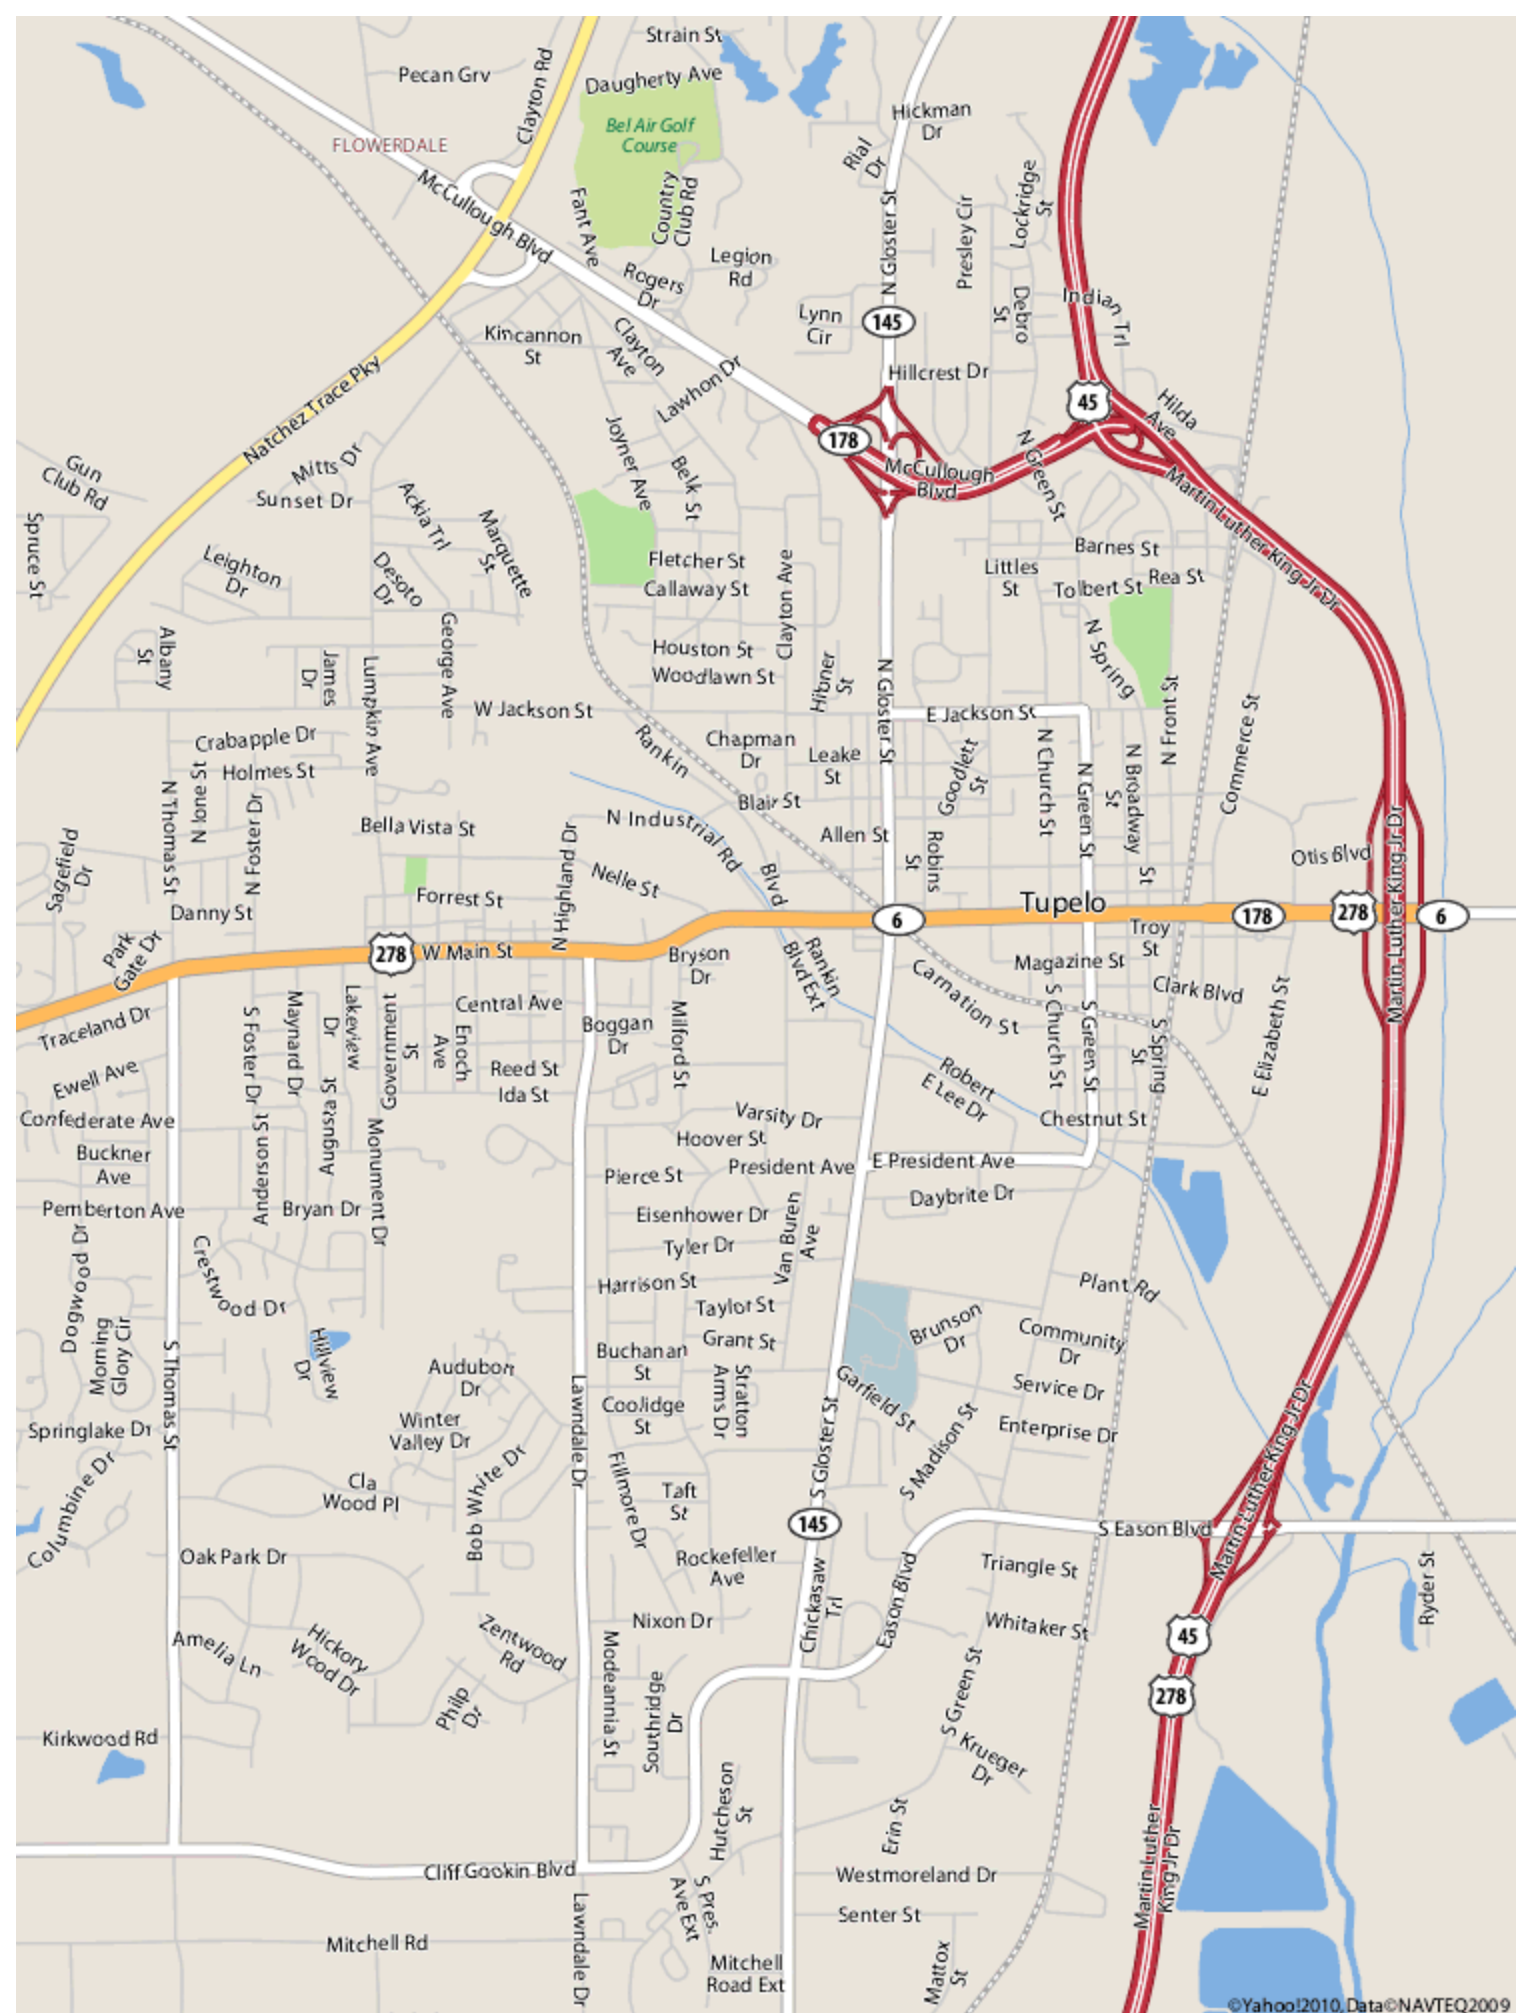 Strain St
Pecan Grv
Clayton Rd
Daugherty Ave
Bel Air Golf
Course
Hickman
Dr
FLOWERDALE
Rial
Dr
McCullough Blvd
Fant Ave
Country
Club Rd
N Gloster St
Presley Cir
Lockridge
St
Legion
Rd
Rogers
Dr
Indian Trl
Debro
St
Lynn
Cir
145
Kincannon
St
Clayton
Ave
Lawhon Dr
Hillcrest Dr
Natchez Trace Pky
45
Hilda
Ave
178
McCullough
Blvd
N Green St
Martin Luther King Jr Dr
Gun
Club Rd
Mitts Dr
Sunset Dr
Joyner Ave
Belk St
Ackia Trl
Marquette
St
Spruce St
Leighton
Dr
Desoto
Dr
Fletcher St
Callaway St
Clayton Ave
Barnes St
Littles
St
Tolbert St
Rea St
Albany
St
James
Dr
Lumpkin Ave
George Ave
Houston St
Woodlawn St
Hibner
St
N Gloster St
N Spring
N Front St
W Jackson St
E Jackson St
Crabapple Dr
Holmes St
Rankin
Chapman
Dr
Leake
St
Goodlett
St
N Church St
N Green St
N Broadway
St
Commerce St
N Thomas St
N Ione St
N Foster Dr
Blair St
N Industrial Rd
Allen St
Bella Vista St
Sagefield
Dr
N Highland Dr
Nelle St
Blvd
Robins
St
St
Otis Blvd
Martin Luther King Jr Dr
Forrest St
Danny St
Tupelo
6
178
278
6
Park
Gate Dr
278
W Main St
Bryson
Dr
Rankin
Blvd Ext
Troy
St
Magazine St
Martin Luther King Jr Dr
Traceland Dr
Central Ave
Carnation St
Clark Blvd
Lakeview
Dr
Government
St
Enoch
Ave
Maynard Dr
S Foster Dr
Boggan
Dr
Milford St
S Church St
S Green St
S Spring
St
E Elizabeth St
Ewell Ave
Reed St
Ida St
Robert
E Lee Dr
Confederate Ave
Augusta St
Monument Dr
Anderson St
Varsity Dr
Hoover St
Chestnut St
Buckner
Ave
Pierce St
President Ave
E President Ave
Pemberton Ave
Bryan Dr
Daybrite Dr
Eisenhower Dr
Van Buren
Ave
Dogwood Dr
Crestwood Dr
Tyler Dr
Harrison St
Plant Rd
Taylor St
Morning
Glory Cir
Hillview
Dr
Grant St
Brunson
Dr
Community
Dr
Buchanan
St
S Thomas St
Audubon
Dr
Stratton
Arms Dr
Garfield St
Service Dr
Lawndale Dr
Coolidge
St
Springlake Dr
Winter
Valley Dr
Enterprise Dr
S Gloster St
S Madison St
Martin Luther King Jr Dr
Columbine Dr
Cla
Wood Pl
Bob White Dr
Fillmore Dr
Taft
St
145
S Eason Blvd
Martin Luther King Jr Dr
Oak Park Dr
Rockefeller
Ave
Triangle St
Eason Blvd
Chickasaw
Trl
Ryder St
Nixon Dr
Whitaker St
45
Amelia Ln
Hickory
Wood Dr
Zentwood
Rd
Modeannia St
Southridge
Dr
278
Philp
Dr
S Green St
Kirkwood Rd
S Krueger
Dr
Hutcheson
St
Erin St
Martin Luther
King Jr Dr
Cliff Gookin Blvd
Westmoreland Dr
S Pres.
Ave Ext
Senter St
Lawndale Dr
Mitchell Rd
Mitchell
Road Ext
Mattox
St
©Yahoo!2010, Data©NAVTEQ2009